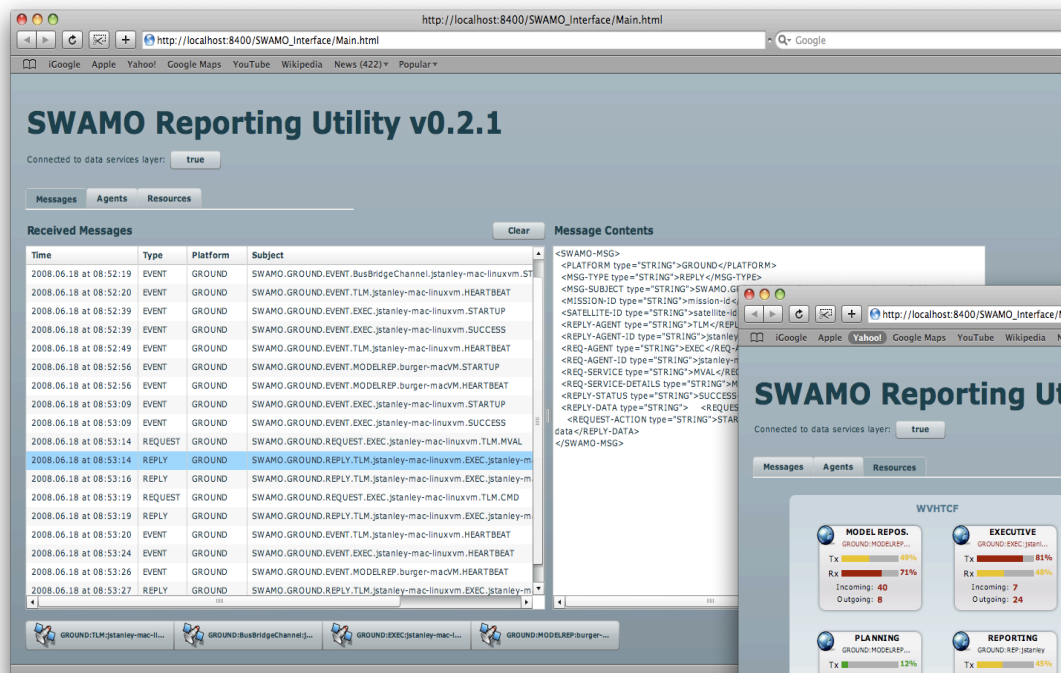 http://localhost:8400/SWAMO_Interface/Main.html
http://localhost:8400/SWAMO_Interface/Main.html
Google
iGoogle Apple Yahoo! Google Maps YouTube Wikipedia News (422) Popular
SWAMO Reporting Utility v0.2.1
Connected to data services layer: true
Messages Agents Resources
Received Messages Clear Message Contents
Time Type Platform Subject
2008.06.18 at 08:52:19 EVENT GROUND SWAMO.GROUND.EVENT.BusBridgeChannel.jstanley-mac-linuxvm.ST
2008.06.18 at 08:52:20 EVENT GROUND SWAMO.GROUND.EVENT.TLM.jstanley-mac-linuxvm.HEARTBEAT
2008.06.18 at 08:52:39 EVENT GROUND SWAMO.GROUND.EVENT.EXEC.jstanley-mac-linuxvm.STARTUP
2008.06.18 at 08:52:39 EVENT GROUND SWAMO.GROUND.EVENT.EXEC.jstanley-mac-linuxvm.SUCCESS
2008.06.18 at 08:52:49 EVENT GROUND SWAMO.GROUND.EVENT.TLM.jstanley-mac-linuxvm.HEARTBEAT
2008.06.18 at 08:52:56 EVENT GROUND SWAMO.GROUND.EVENT.MODELREP.burger-macVM.STARTUP
2008.06.18 at 08:52:56 EVENT GROUND SWAMO.GROUND.EVENT.MODELREP.burger-macVM.HEARTBEAT
2008.06.18 at 08:53:09 EVENT GROUND SWAMO.GROUND.EVENT.EXEC.jstanley-mac-linuxvm.STARTUP
2008.06.18 at 08:53:09 EVENT GROUND SWAMO.GROUND.EVENT.EXEC.jstanley-mac-linuxvm.SUCCESS
2008.06.18 at 08:53:14 REQUEST GROUND SWAMO.GROUND.REQUEST.EXEC.jstanley-mac-linuxvm.TLM.MVAL
2008.06.18 at 08:53:14 REPLY GROUND SWAMO.GROUND.REPLY.TLM.jstanley-mac-linuxvm.EXEC.jstanley-m
2008.06.18 at 08:53:16 REPLY GROUND SWAMO.GROUND.REPLY.TLM.jstanley-mac-linuxvm.EXEC.jstanley-m
2008.06.18 at 08:53:19 REQUEST GROUND SWAMO.GROUND.REQUEST.EXEC.jstanley-mac-linuxvm.TLM.CMD
2008.06.18 at 08:53:19 REPLY GROUND SWAMO.GROUND.REPLY.TLM.jstanley-mac-linuxvm.EXEC.jstanley-m
2008.06.18 at 08:53:20 EVENT GROUND SWAMO.GROUND.EVENT.TLM.jstanley-mac-linuxvm.HEARTBEAT
2008.06.18 at 08:53:24 EVENT GROUND SWAMO.GROUND.EVENT.EXEC.jstanley-mac-linuxvm.HEARTBEAT
2008.06.18 at 08:53:26 EVENT GROUND SWAMO.GROUND.EVENT.MODELREP.burger-macVM.HEARTBEAT
2008.06.18 at 08:53:27 REPLY GROUND SWAMO.GROUND.REPLY.TLM.jstanley-mac-linuxvm.EXEC.jstanley-m
GROUND:TLM:jstanley-mac-li... GROUND:BusBridgeChannel:j... GROUND:EXEC:jstanley-mac-l... GROUND:MODELREP:burger-...
<SWAMO-MSG>
<PLATFORM type="STRING">GROUND</PLATFORM>
<MSG-TYPE type="STRING">REPLY</MSG-TYPE>
<MSG-SUBJECT type="STRING">SWAMO.G
<MISSION-ID type="STRING">mission-id</
<SATELLITE-ID type="STRING">satellite-id
<REPLY-AGENT type="STRING">TLM</REPL
<REPLY-AGENT-ID type="STRING">jstanley
<REQ-AGENT type="STRING">EXEC</REQ-A
<REQ-AGENT-ID type="STRING">jstanley-m
<REQ-SERVICE type="STRING">MVAL</REQ
<REQ-SERVICE-DETAILS type="STRING">M
<REPLY-STATUS type="STRING">SUCCESS
<REPLY-DATA type="STRING"> <REQUES
<REQUEST-ACTION type="STRING">STAR
data</REPLY-DATA>
</SWAMO-MSG>
http://localhost:8400/SWAMO_Interface/M
iGoogle Apple Yahoo! Google Maps YouTube Wikipedia N
SWAMO Reporting Ut
Connected to data services layer: true
Messages Agents Resources
WVHTCF
MODEL REPOS.
GROUND:MODELREP...
Tx 49%
Rx 71%
Incoming: 40
Outgoing: 8
EXECUTIVE
GROUND:EXEC:jstanl...
Tx 81%
Rx 48%
Incoming: 7
Outgoing: 24
PLANNING
GROUND:MODELREP...
Tx 12%
REPORTING
GROUND:REP:jstanley
Tx 45%